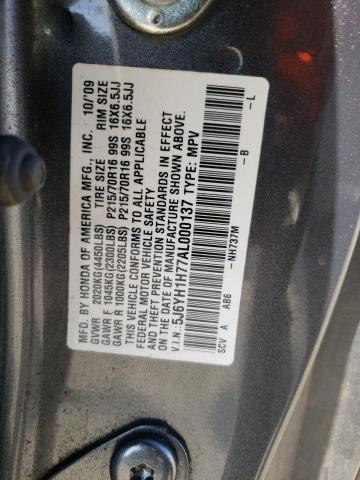 MFD. BY HONDA OF AMERICA MFG., INC. 10/'09
GVWR 2020KG(4450LBS) TIRE SIZE RIM SIZE
GAWR F 1045KG(2300LBS) P215/70R16 99S 16X6.5JJ
GAWR R 1000KG(2205LBS) P215/70R16 99S 16X6.5JJ
THIS VEHICLE CONFORMS TO ALL APPLICABLE
FEDERAL MOTOR VEHICLE SAFETY
AND THEFT PREVENTION STANDARDS IN EFFECT
ON THE DATE OF MANUFACTURE SHOWN ABOVE.
V.I.N.: 5J6YH1H77AL000137 TYPE: MPV
-NH737M -B -L
SCV A AB6